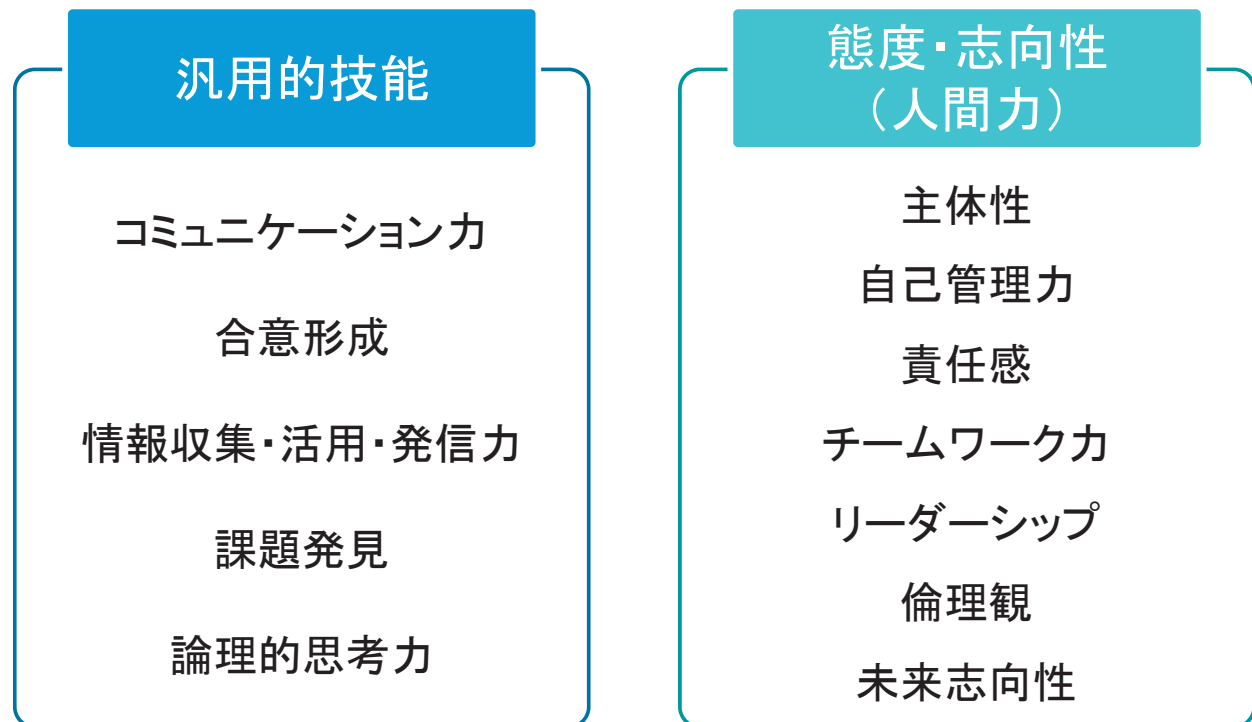 汎用的技能
コミュニケーション力
合意形成
情報収集・活用・発信力
課題発見
論理的思考力
態度・志向性
（人間力）
主体性
自己管理力
責任感
チームワーク力
リーダーシップ
倫理観
未来志向性